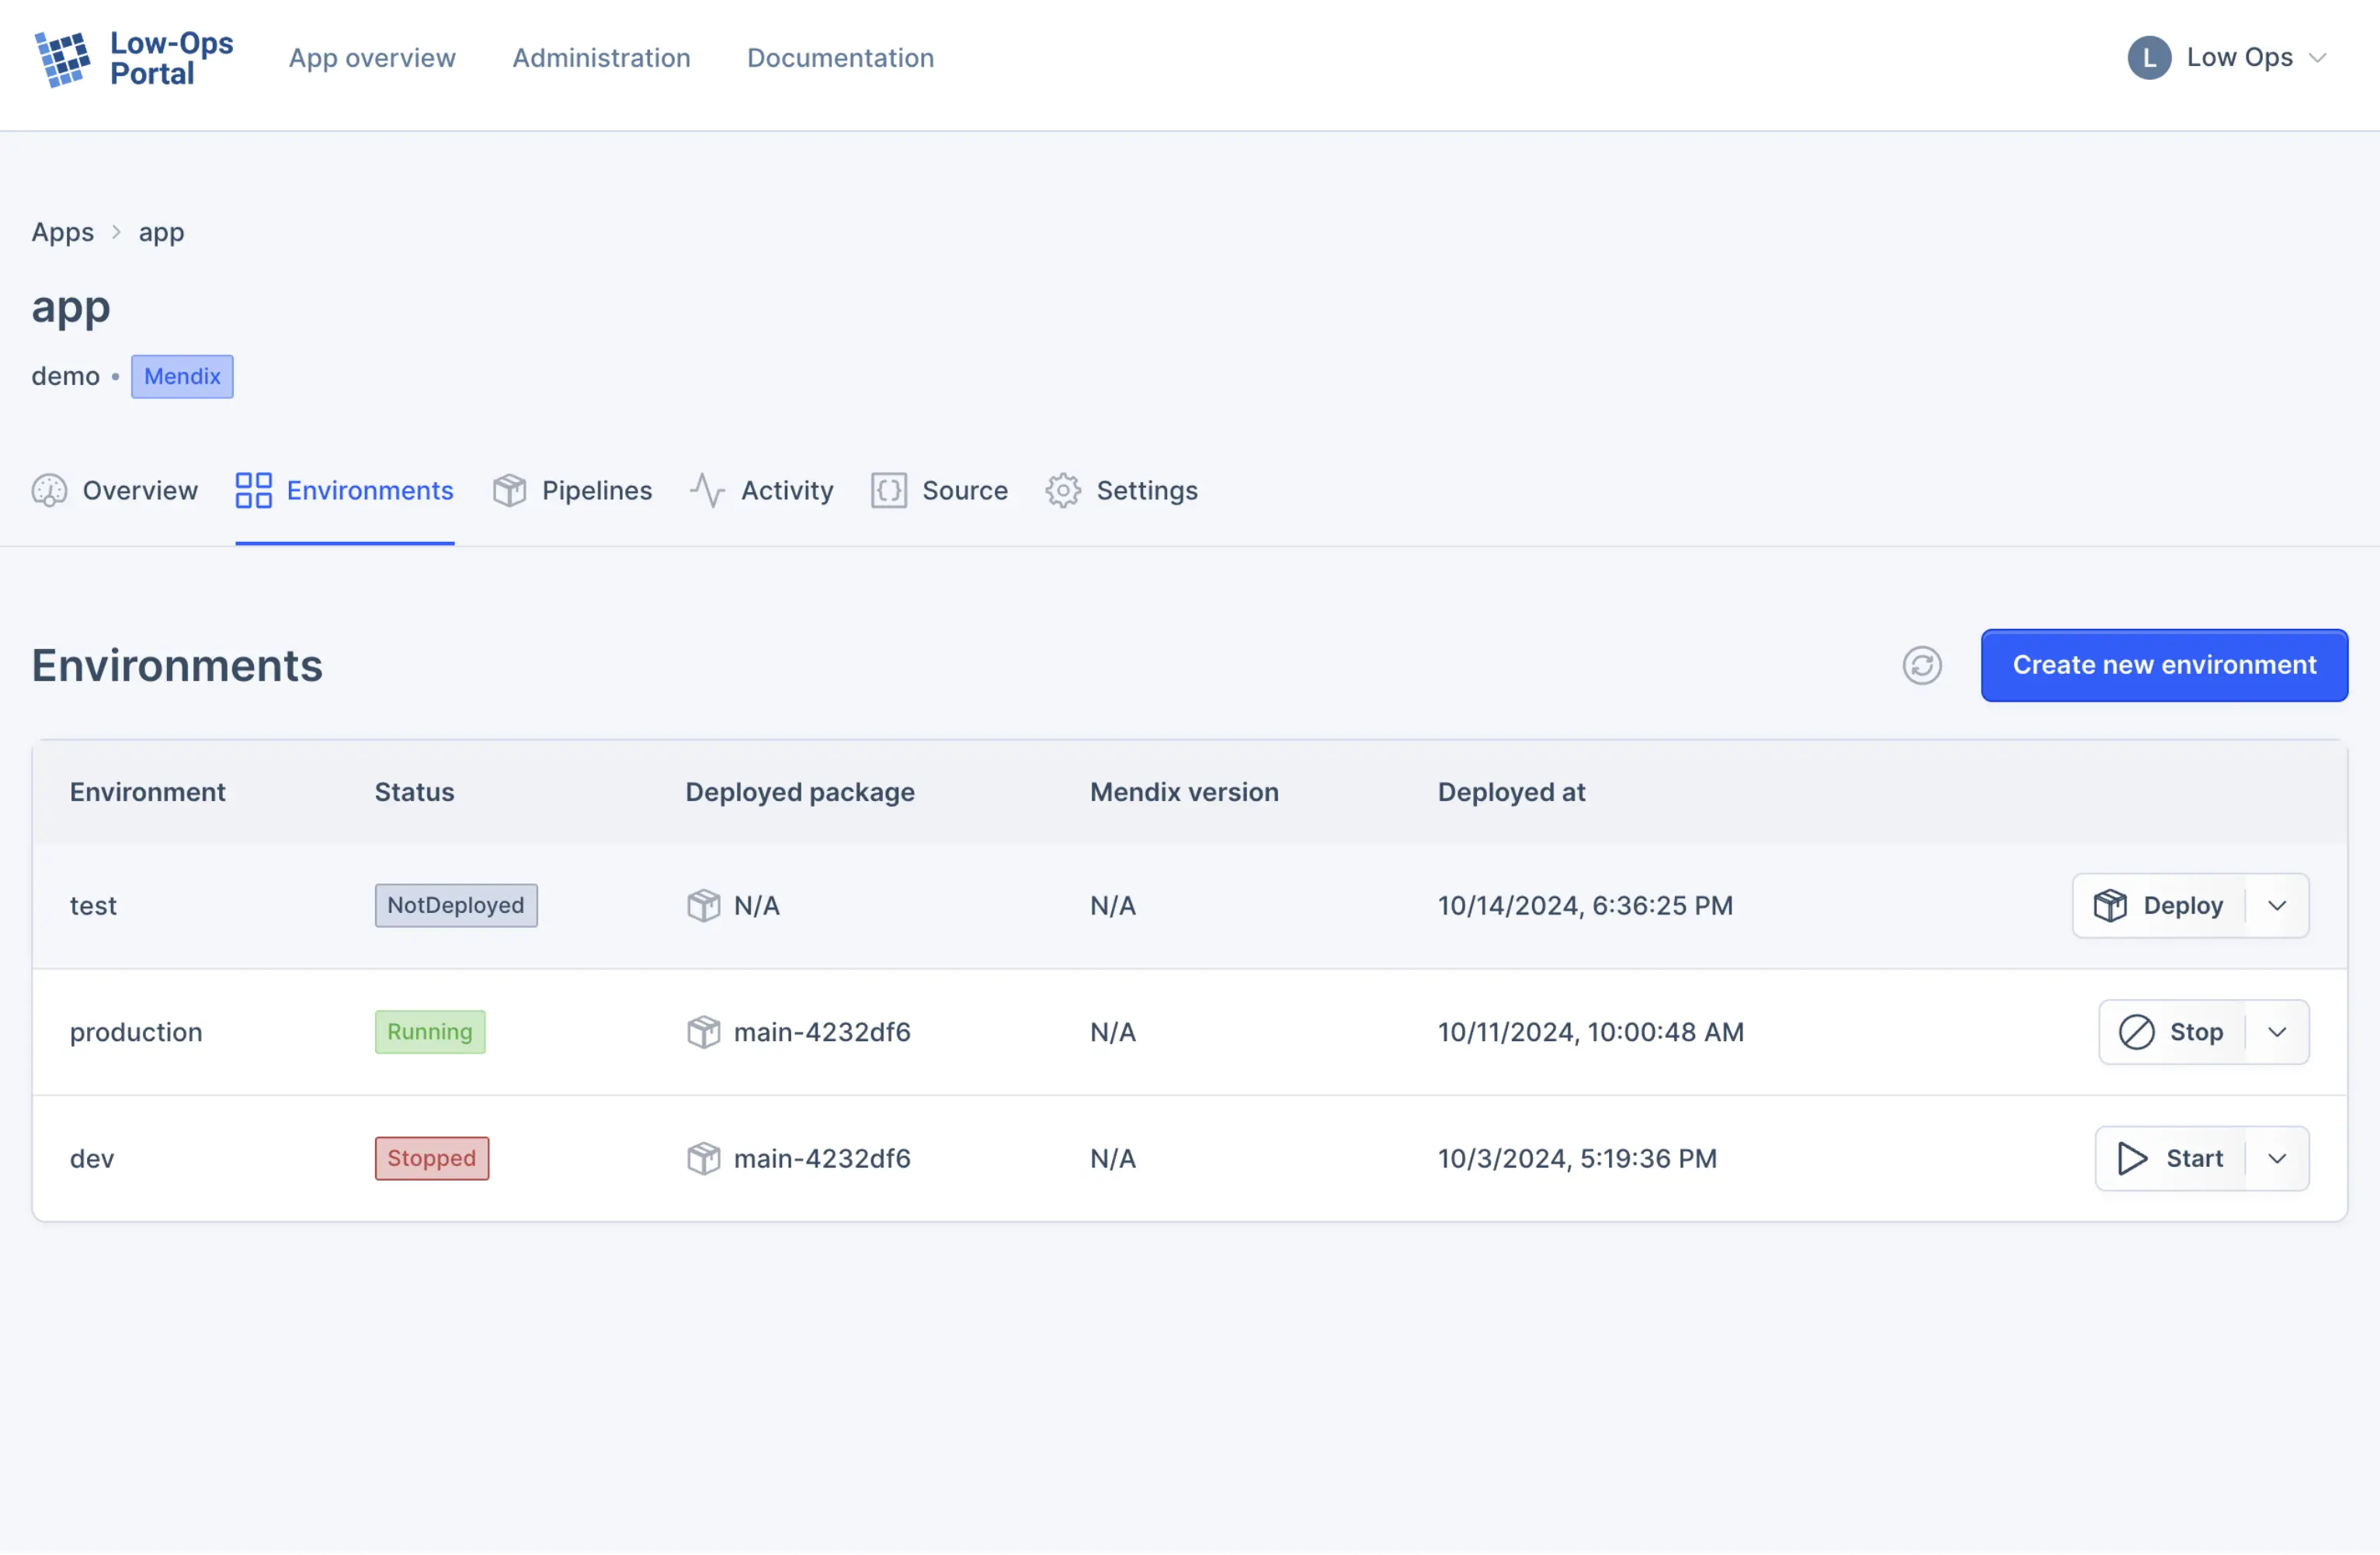 Low-Ops
Portal
App overview Administration Documentation
L Low Ops
Apps > app
app
demo • Mendix
Overview Environments Pipelines Activity Source Settings
Environments
Create new environment
Environment Status Deployed package Mendix version Deployed at
test NotDeployed N/A N/A 10/14/2024, 6:36:25 PM Deploy
production Running main-4232df6 N/A 10/11/2024, 10:00:48 AM Stop
dev Stopped main-4232df6 N/A 10/3/2024, 5:19:36 PM Start